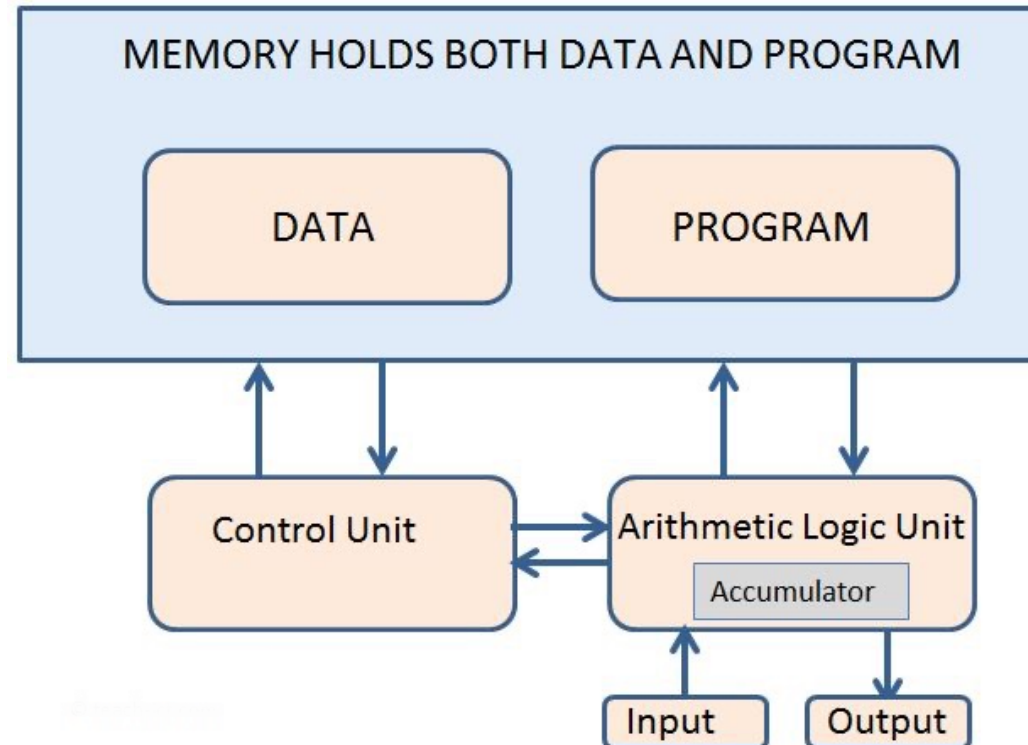 MEMORY HOLDS BOTH DATA AND PROGRAM
DATA
PROGRAM
Control Unit
Arithmetic Logic Unit
Accumulator
Input
Output